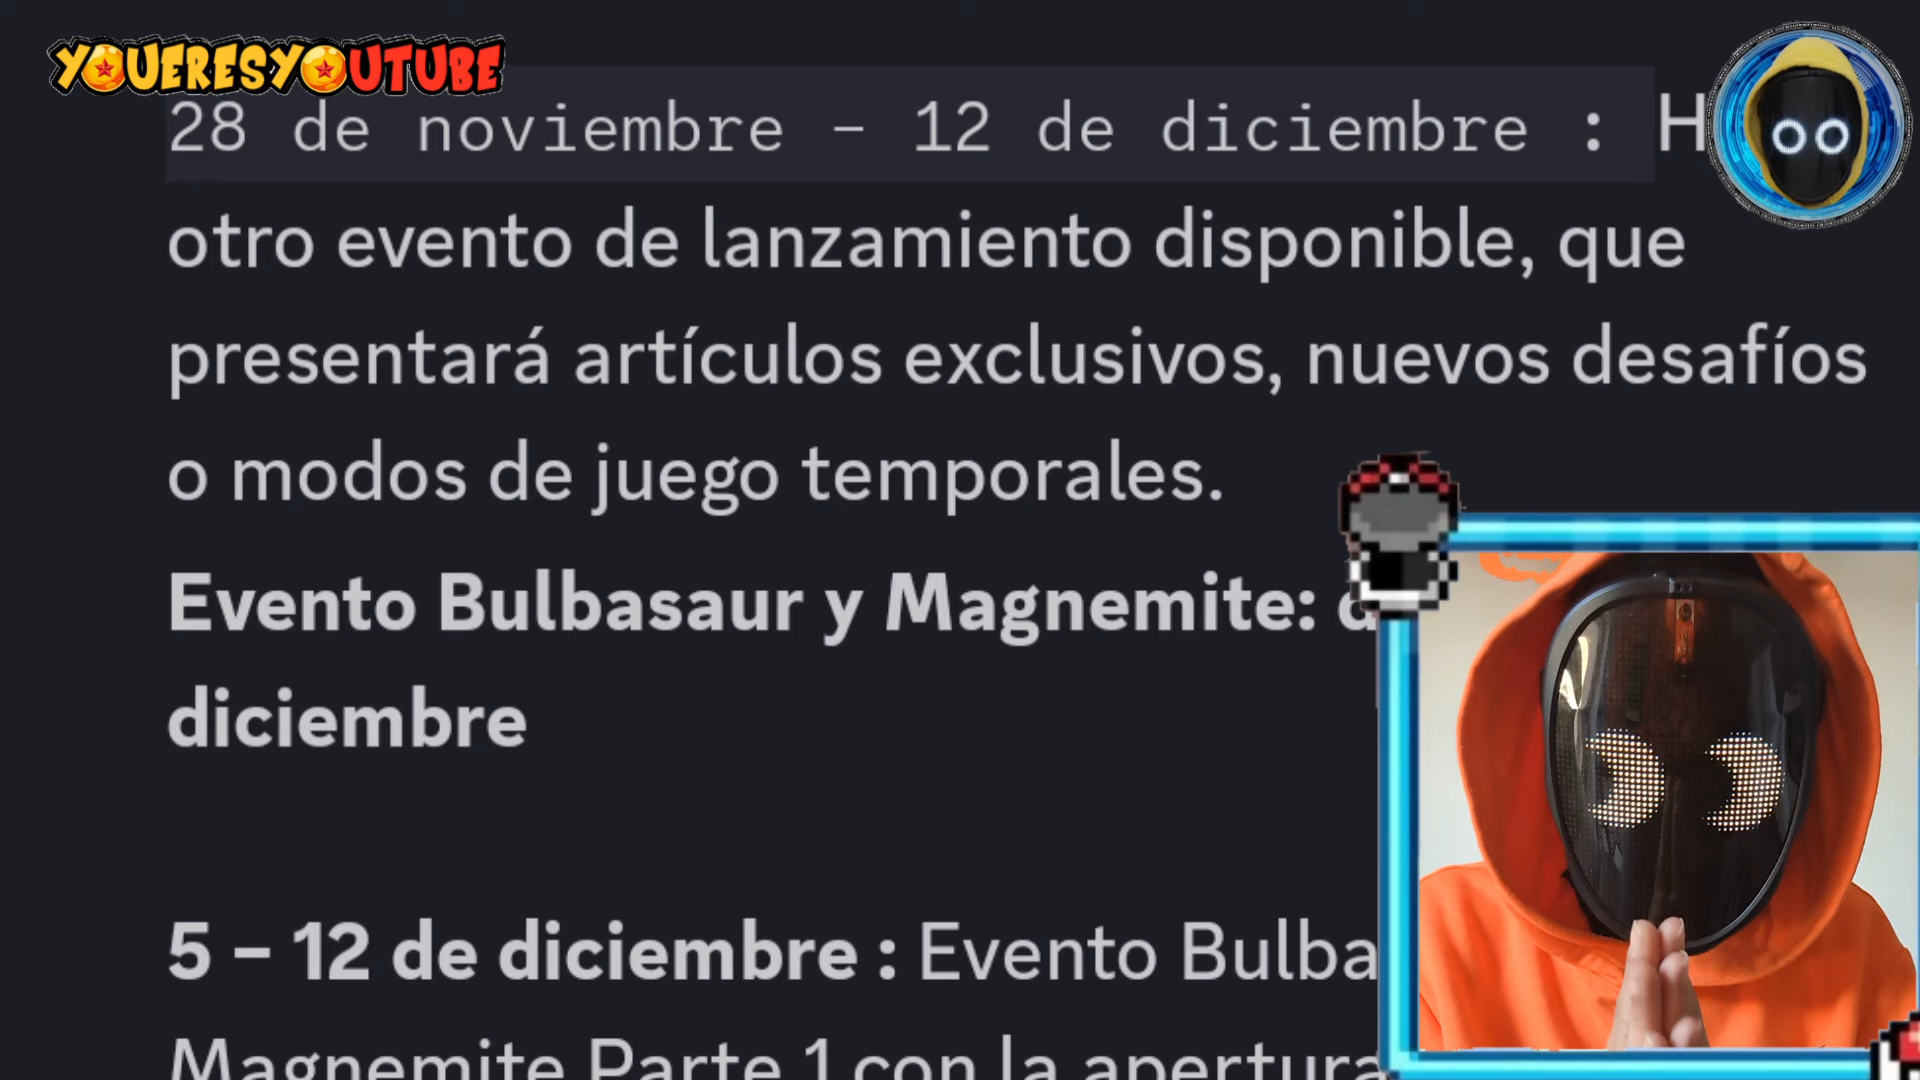 YOUERESYOUTUBE
28 de noviembre – 12 de diciembre :
otro evento de lanzamiento disponible, que
presentará artículos exclusivos, nuevos desafíos
o modos de juego temporales.
Evento Bulbasaur y Magnemite:
diciembre
5 – 12 de diciembre : Evento
Magnemite Parte 1 con la apertura